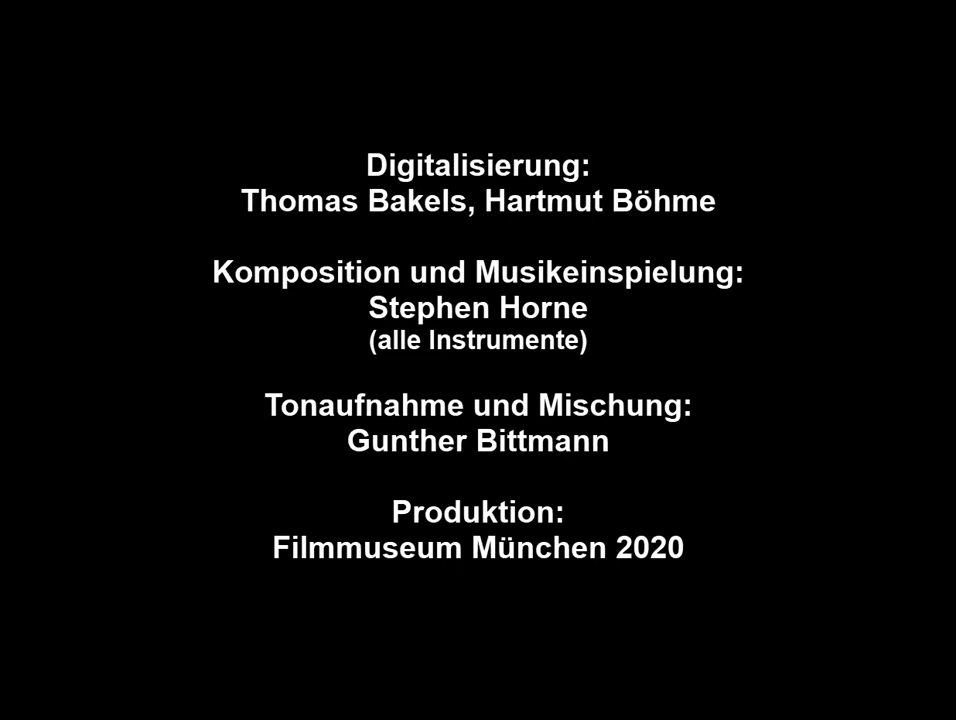 Digitalisierung:
Thomas Bakels, Hartmut Böhme
Komposition und Musikeinspielung:
Stephen Horne
(alle Instrumente)
Tonaufnahme und Mischung:
Gunther Bittmann
Produktion:
Filmmuseum München 2020